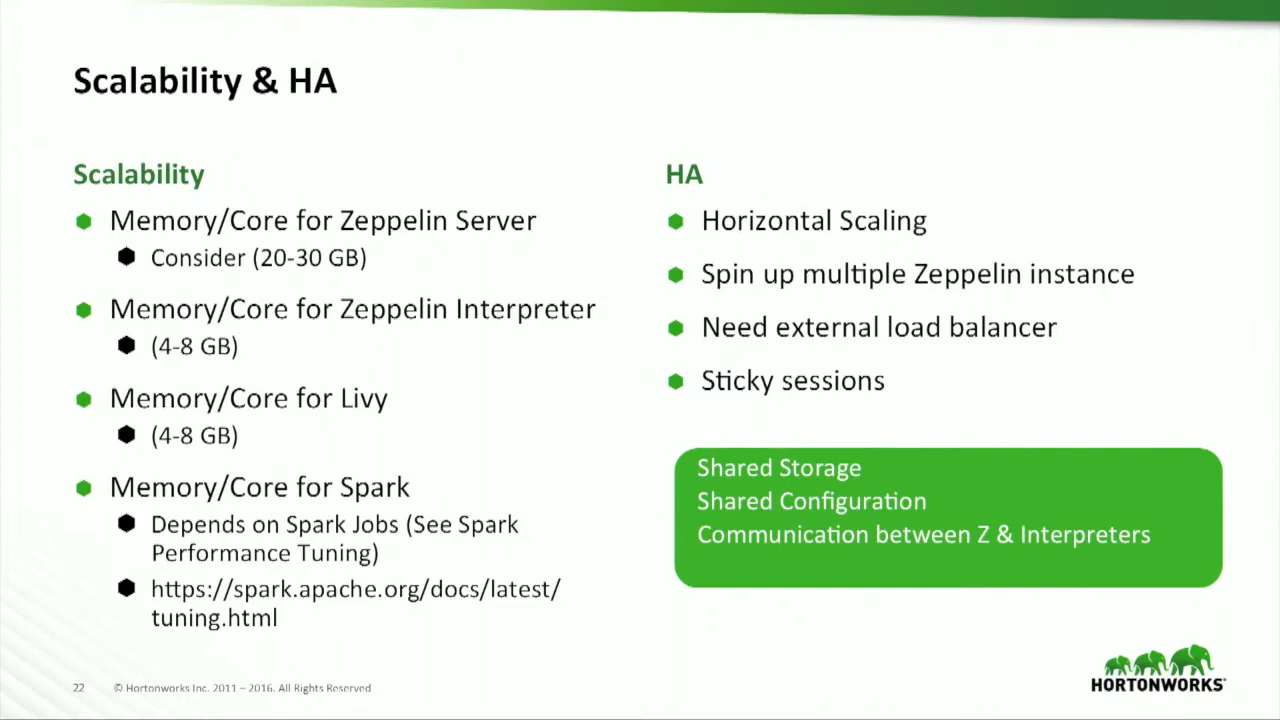 Scalability & HA
Scalability
Memory/Core for Zeppelin Server
Consider (20-30 GB)
Memory/Core for Zeppelin Interpreter
(4-8 GB)
Memory/Core for Livy
(4-8 GB)
Memory/Core for Spark
Depends on Spark Jobs (See Spark
Performance Tuning)
https://spark.apache.org/docs/latest/
tuning.html
HA
Horizontal Scaling
Spin up multiple Zeppelin instance
Need external load balancer
Sticky sessions
Shared Storage
Shared Configuration
Communication between Z & Interpreters
22 © Hortonworks Inc. 2011 – 2016. All Rights Reserved
HORTONWORKS